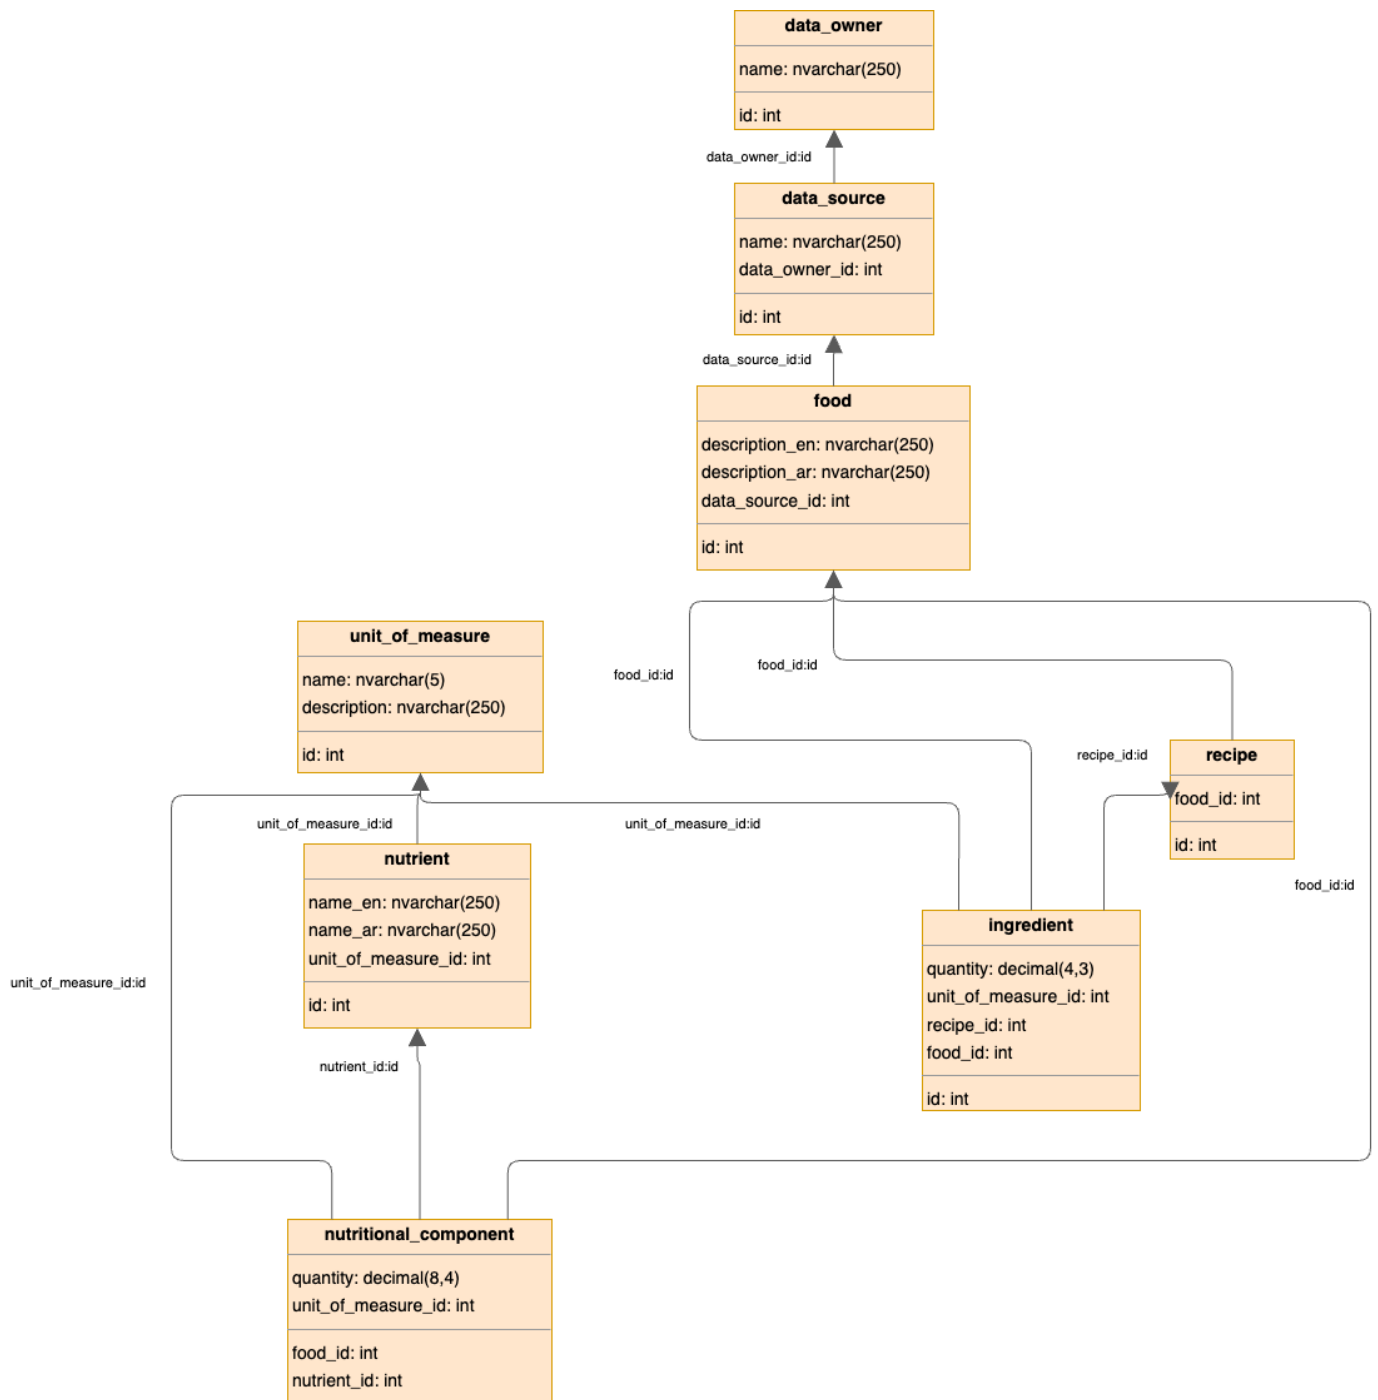 data_owner
name: nvarchar(250)
id: int
data_owner_id:id
data_source
name: nvarchar(250)
data_owner_id: int
id: int
data_source_id:id
food
description_en: nvarchar(250)
description_ar: nvarchar(250)
data_source_id: int
id: int
unit_of_measure
name: nvarchar(5)
description: nvarchar(250)
id: int
food_id:id
food_id:id
recipe_id:id
recipe
food_id: int
id: int
unit_of_measure_id:id
unit_of_measure_id:id
nutrient
name_en: nvarchar(250)
name_ar: nvarchar(250)
unit_of_measure_id: int
id: int
food_id:id
ingredient
quantity: decimal(4,3)
unit_of_measure_id: int
recipe_id: int
food_id: int
id: int
unit_of_measure_id:id
nutrient_id:id
nutritional_component
quantity: decimal(8,4)
unit_of_measure_id: int
food_id: int
nutrient_id: int